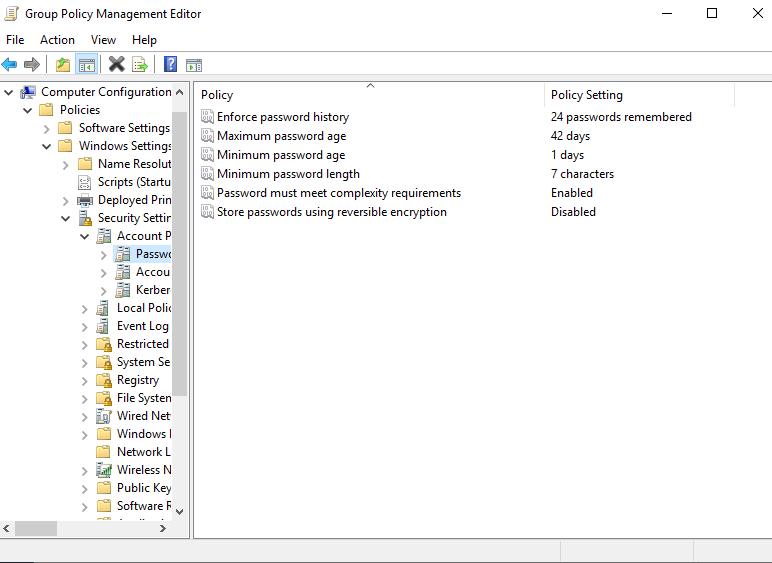 Group Policy Management Editor
File Action View Help
Computer Configuration
Policies
Software Settings
Windows Settings
Name Resolut
Scripts (Startu
Deployed Prin
Security Settin
Account P
Passwo
Accou
Kerber
Local Polic
Event Log
Restricted
System Se
Registry
File System
Wired Net
Windows
Network L
Wireless N
Public Key
Software R
Policy Policy Setting
Enforce password history 24 passwords remembered
Maximum password age 42 days
Minimum password age 1 days
Minimum password length 7 characters
Password must meet complexity requirements Enabled
Store passwords using reversible encryption Disabled